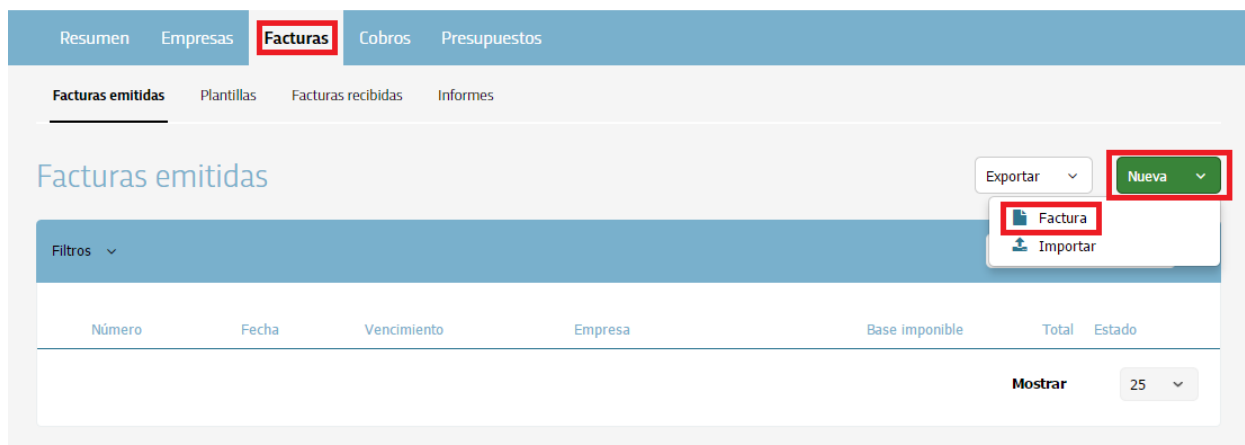 Resumen Empresas Facturas Cobros Presupuestos
Facturas emitidas Plantillas Facturas recibidas Informes
Facturas emitidas
Exportar Nueva
Factura
Importar
Filtros
Número Fecha Vencimiento Empresa Base imponible Total Estado
Mostrar 25